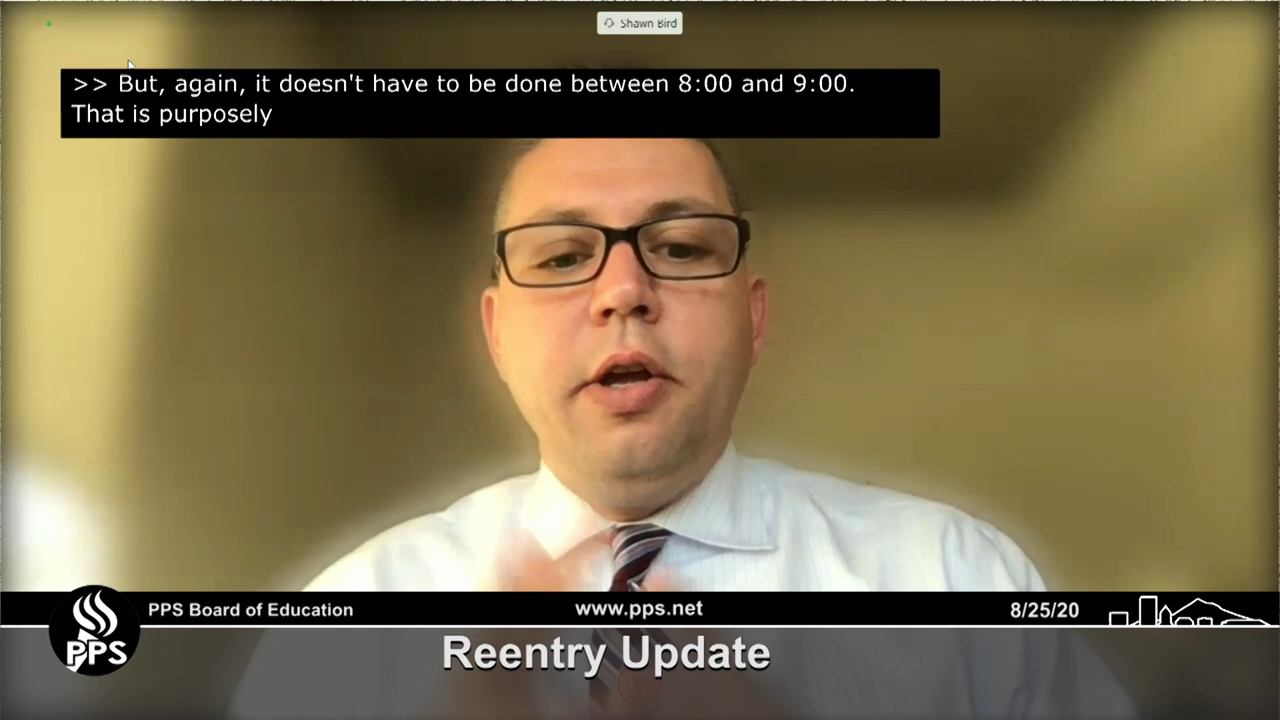 Shawn Bird
>> But, again, it doesn't have to be done between 8:00 and 9:00.
That is purposely
PPS Board of Education
www.pps.net
8/25/20
PPS
Reentry Update